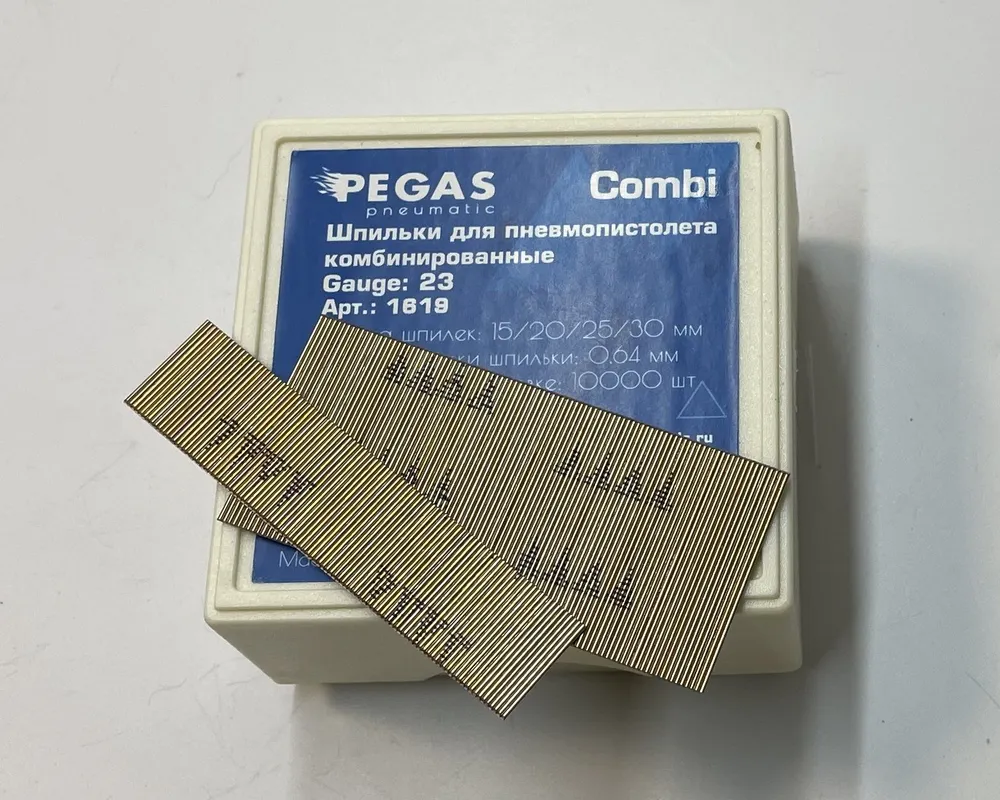 PEGAS
pneumatic
Combi
Шпильки для пневмопистолета
комбинированные
Gauge: 23
Арт.: 1619
шпилек: 15/20/25/30 мм
шпильки: 0.64 мм
10000 шт